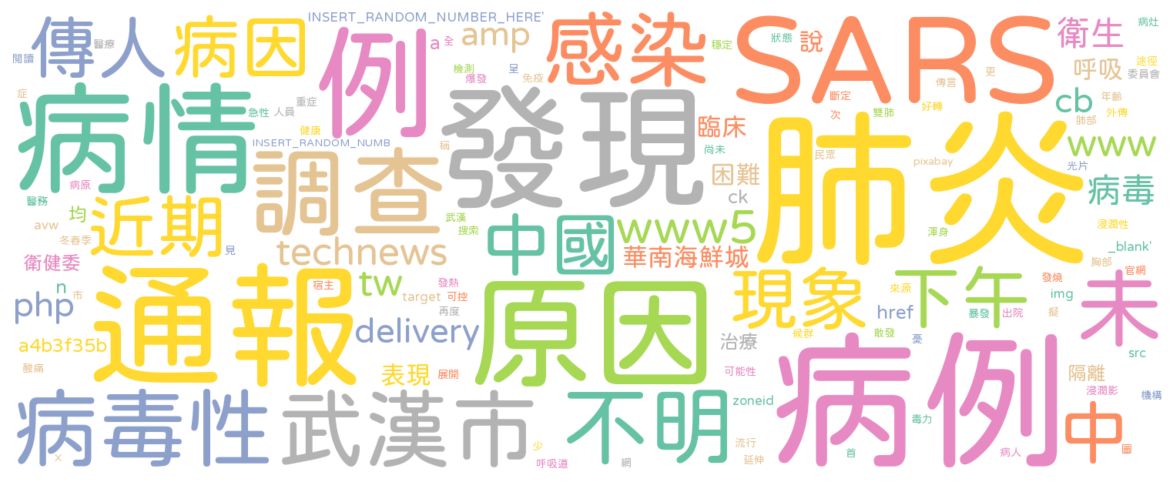 INSERT_RANDOM_NUMBER_HERE'
病灶
傳人
醫療
閱讀
病因
例
a
全
amp
感染
穩定
狀態
SARS
說
衛生
途徑
委員會
呼吸
更
傳言
檢測
爆發
呈
免疫
症
急性
人員
重症
健康
病情
發現
斷定
次
雙肺
好轉
cb
年齡
外傳
肺部
INSERT_RANDOM_NUMB
稱
臨床
尚未
民眾
肺炎
pixabay
www
光片
病原
醫務
調查
困難
ck
病毒
avw
均
近期
冬春季
見
武漢
搜索
中國
www5
華南海鮮城
渾身
浸潤性
_blank'
胸部
官網
technews
衛健委
n
php
市
通報
宿主
tw
發熱
target
可控
再度
delivery
原因
現象
來源
候群
敢發
下午
href
憂
暴發
出院
發燒
img
擬
未
src
a4b3f35b
酸痛
表現
展開
治療
可能性
病例
隔離
浸潤影
機構
病毒性
武漢市
不明
zoneid
毒力
中
圖
x
少
呼吸道
網
流行
延伸
首
病人